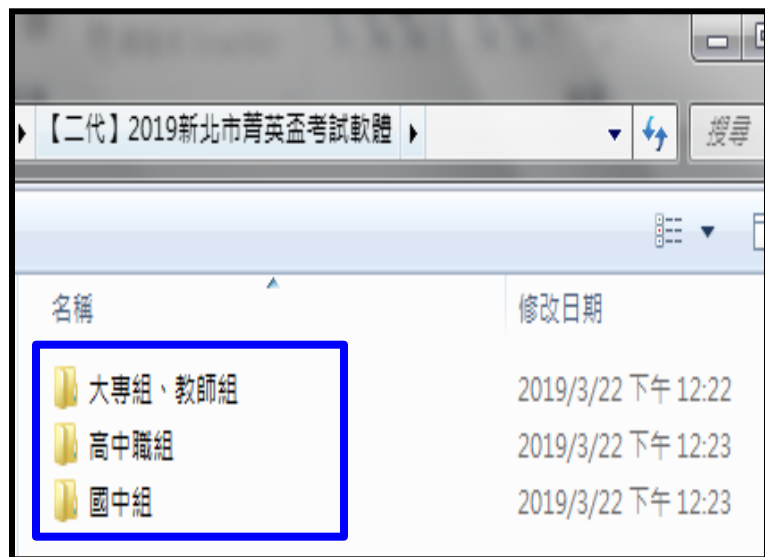 【二代】2019新北市菁英盃考試軟體
搜尋
名稱 修改日期
大專組、教師組 2019/3/22 下午 12:22
高中職組 2019/3/22 下午 12:23
國中組 2019/3/22 下午 12:23